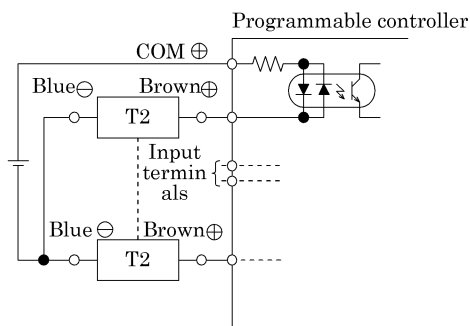 Programmable controller
COM ⊕
Blue⊖ Brown⊕
T2
Input
termin
als
Blue⊖ Brown⊕
T2